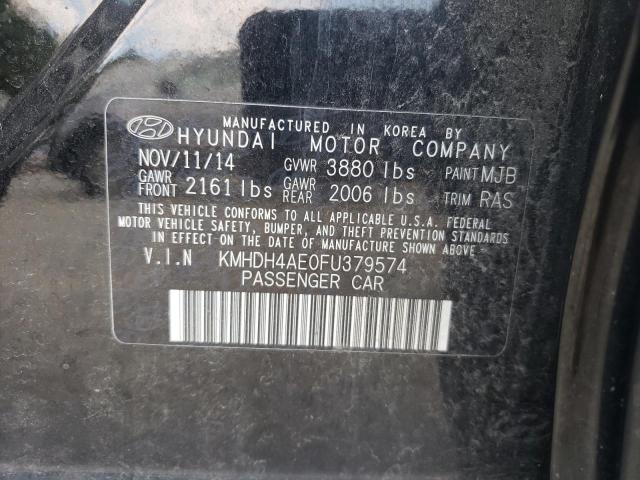 MANUFACTURED IN KOREA BY
HYUNDAI MOTOR COMPANY
NOV/11/14 GVWR 3880 lbs PAINT MJB
GAWR FRONT 2161 lbs GAWR REAR 2006 lbs TRIM RAS
THIS VEHICLE CONFORMS TO ALL APPLICABLE U.S.A. FEDERAL
MOTOR VEHICLE SAFETY, BUMPER, AND THEFT PREVENTION STANDARDS
IN EFFECT ON THE DATE OF MANUFACTURE SHOWN ABOVE
V.I.N KMHDH4AE0FU379574
PASSENGER CAR